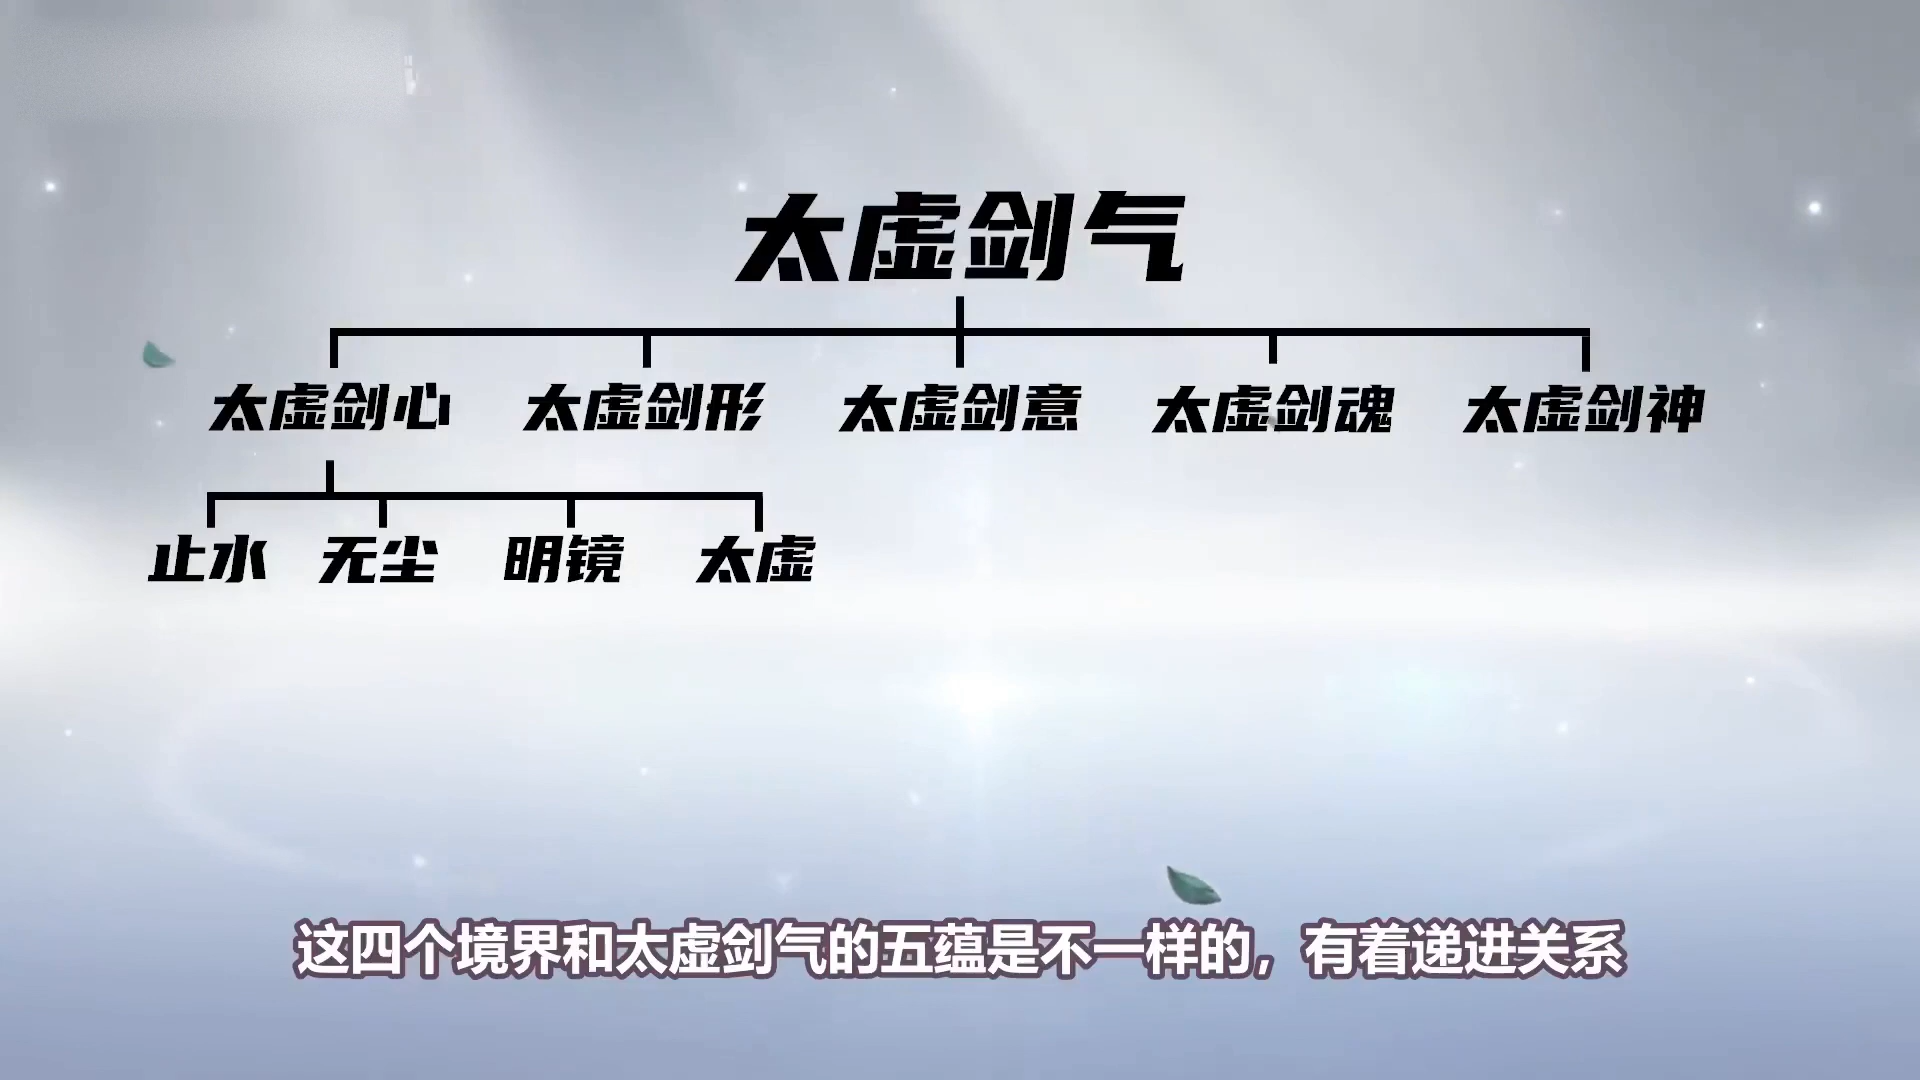 太虚剑气
太虚剑心 太虚剑形 太虚剑意 太虚剑魂 太虚剑神
止水 无尘 明镜 太虚
这四个境界和太虚剑气的五蕴是不一样的，有着递进关系